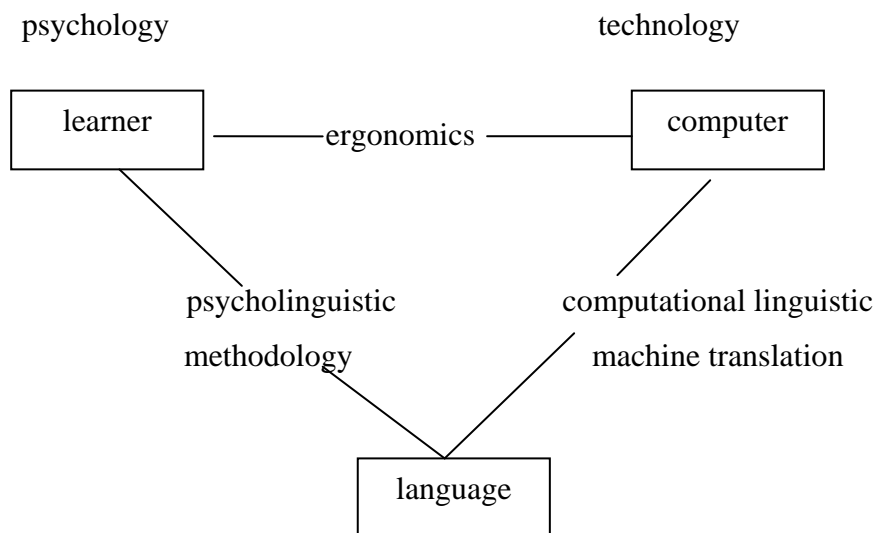 psychology technology
learner ergonomics computer
psycholinguistic computational linguistic
methodology machine translation
language